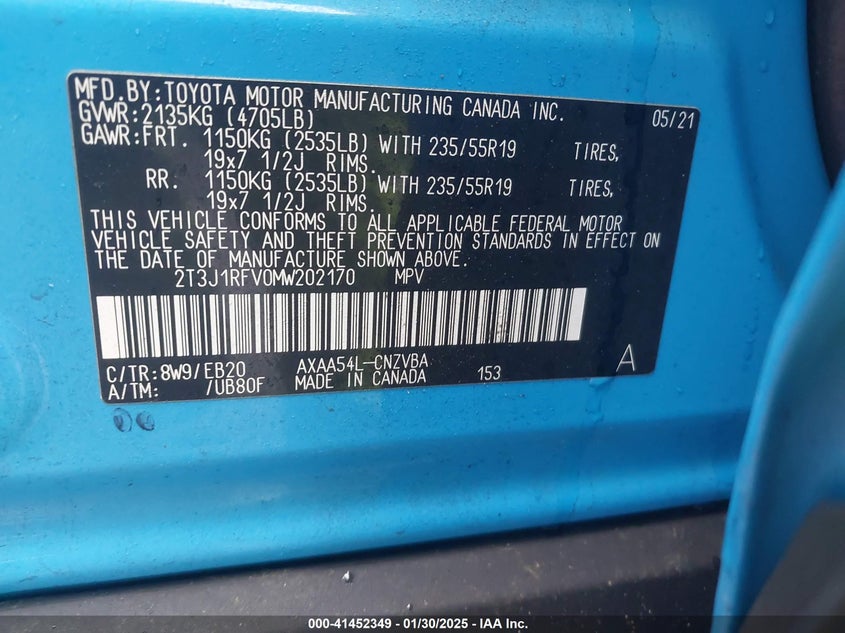 MFD.BY:TOYOTA MOTOR MANUFACTURING CANADA INC. 05/21
GVWR:2135KG (4705LB)
GAWR:FRT. 1150KG (2535LB) WITH 235/55R19 TIRES,
19x7 1/2J RIMS.
RR. 1150KG (2535LB) WITH 235/55R19 TIRES,
19x7 1/2J RIMS.
THIS VEHICLE CONFORMS TO ALL APPLICABLE FEDERAL MOTOR
VEHICLE SAFETY AND THEFT PREVENTION STANDARDS IN EFFECT ON
THE DATE OF MANUFACTURE SHOWN ABOVE.
2T3J1RFV0MW202170 MPV
C/TR:8W9/EB20 AXAA54L-CNZVBA A
A/TM: /UB80F MADE IN CANADA 153
000-41452349 - 01/30/2025 - IAA Inc.